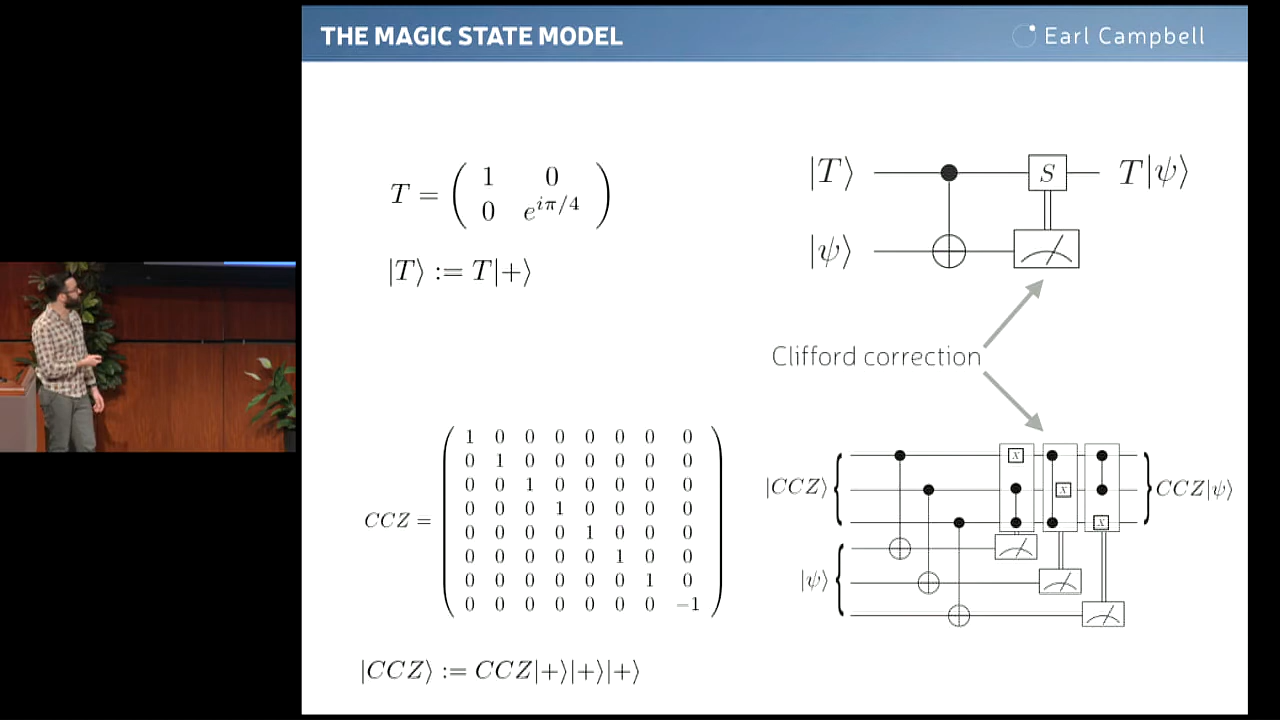 THE MAGIC STATE MODEL
Earl Campbell
T = ( 1 0
0 e^{iπ/4} )
|T⟩ := T|+⟩
|T⟩ S T|ψ⟩
|ψ⟩
Clifford correction
CCZ = ( 1 0 0 0 0 0 0 0
0 1 0 0 0 0 0 0
0 0 1 0 0 0 0 0
0 0 0 1 0 0 0 0
0 0 0 0 1 0 0 0
0 0 0 0 0 1 0 0
0 0 0 0 0 0 1 0
0 0 0 0 0 0 0 −1 )
|CCZ⟩ X X X CCZ|ψ⟩
|ψ⟩
|CCZ⟩ := CCZ|+⟩|+⟩|+⟩